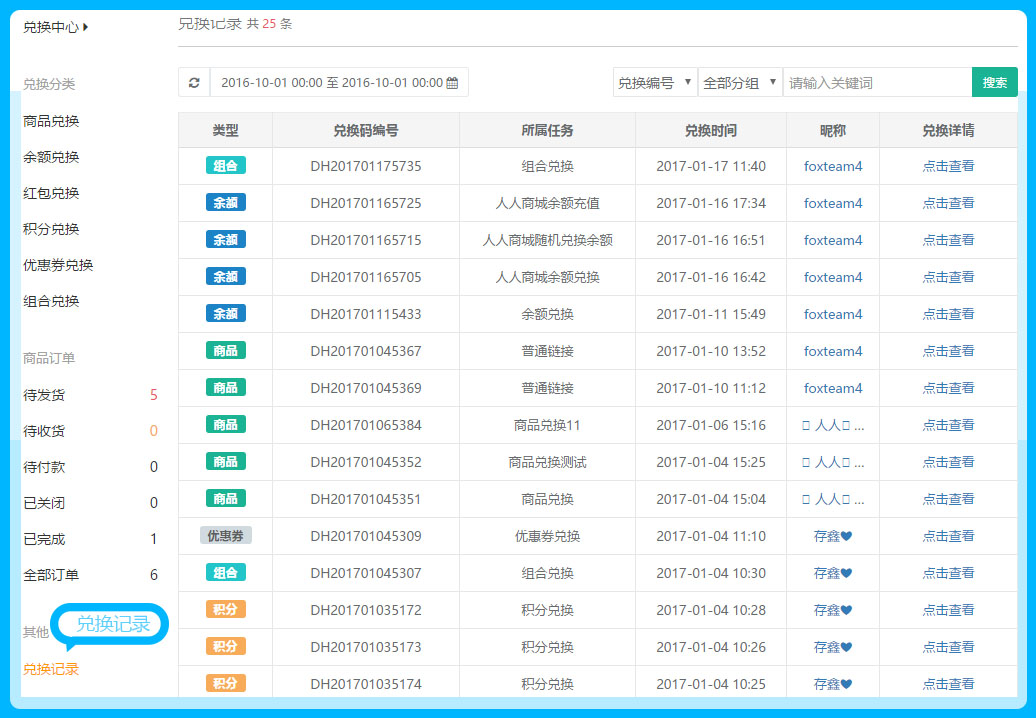 兑换中心
兑换记录 共 25 条
兑换分类
商品兑换
余额兑换
红包兑换
积分兑换
优惠券兑换
组合兑换
商品订单
待发货 5
待收货 0
待付款 0
已关闭 0
已完成 1
全部订单 6
其他
兑换记录
兑换记录
2016-10-01 00:00 至 2016-10-01 00:00
兑换编号 全部分组 请输入关键词 搜索
类型 兑换码编号 所属任务 兑换时间 昵称 兑换详情
组合 DH201701175735 组合兑换 2017-01-17 11:40 foxteam4 点击查看
余额 DH201701165725 人人商城余额充值 2017-01-16 17:34 foxteam4 点击查看
余额 DH201701165715 人人商城随机兑换余额 2017-01-16 16:51 foxteam4 点击查看
余额 DH201701165705 人人商城余额兑换 2017-01-16 16:42 foxteam4 点击查看
余额 DH201701115433 余额兑换 2017-01-11 15:49 foxteam4 点击查看
商品 DH201701045367 普通链接 2017-01-10 13:52 foxteam4 点击查看
商品 DH201701045369 普通链接 2017-01-10 11:12 foxteam4 点击查看
商品 DH201701065384 商品兑换11 2017-01-06 15:16 人人 ... 点击查看
商品 DH201701045352 商品兑换测试 2017-01-04 15:25 人人 ... 点击查看
商品 DH201701045351 商品兑换 2017-01-04 15:04 人人 ... 点击查看
优惠券 DH201701045309 优惠券兑换 2017-01-04 11:10 存鑫♥ 点击查看
组合 DH201701045307 组合兑换 2017-01-04 10:30 存鑫♥ 点击查看
积分 DH201701035172 积分兑换 2017-01-04 10:28 存鑫♥ 点击查看
积分 DH201701035173 积分兑换 2017-01-04 10:26 存鑫♥ 点击查看
积分 DH201701035174 积分兑换 2017-01-04 10:25 存鑫♥ 点击查看